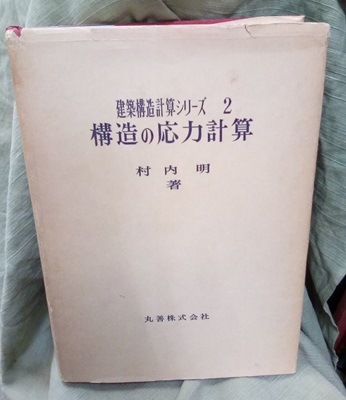 建築構造計算シリーズ 2
構造の応力計算
村内明
著
丸善株式会社